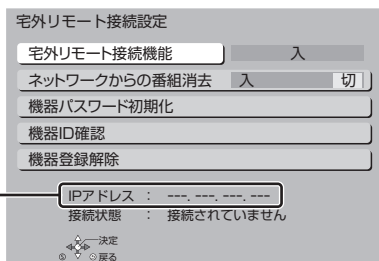 宅外リモート接続設定
宅外リモート接続機能 入
ネットワークからの番組消去 入 切
機器パスワード初期化
機器ID確認
機器登録解除
IPアドレス : ---. ---. ---. ---
接続状態 : 接続されていません
決定
S 戻る